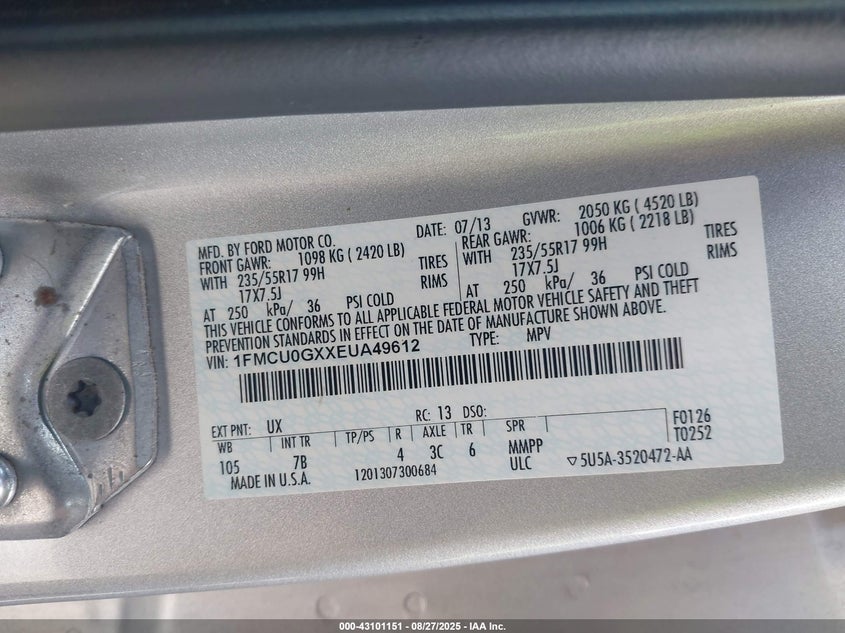 MFD. BY FORD MOTOR CO. DATE: 07/13 GVWR: 2050 KG ( 4520 LB)
FRONT GAWR: 1098 KG ( 2420 LB) REAR GAWR: 1006 KG ( 2218 LB)
WITH 235/55R17 99H TIRES WITH 235/55R17 99H TIRES
17X7.5J RIMS 17X7.5J RIMS
AT 250 kPa/ 36 PSI COLD AT 250 kPa/ 36 PSI COLD
THIS VEHICLE CONFORMS TO ALL APPLICABLE FEDERAL MOTOR VEHICLE SAFETY AND THEFT
PREVENTION STANDARDS IN EFFECT ON THE DATE OF MANUFACTURE SHOWN ABOVE.
VIN: 1FMCU0GXXEUA49612 TYPE: MPV
EXT PNT: UX RC: 13 DSO: F0126
WB INT TR TP/PS R AXLE TR SPR T0252
105 7B 4 3C 6 MMPP
ULC ▽5U5A-3520472-AA
MADE IN U.S.A. 1201307300684
000-43101151 - 08/27/2025 - IAA Inc.